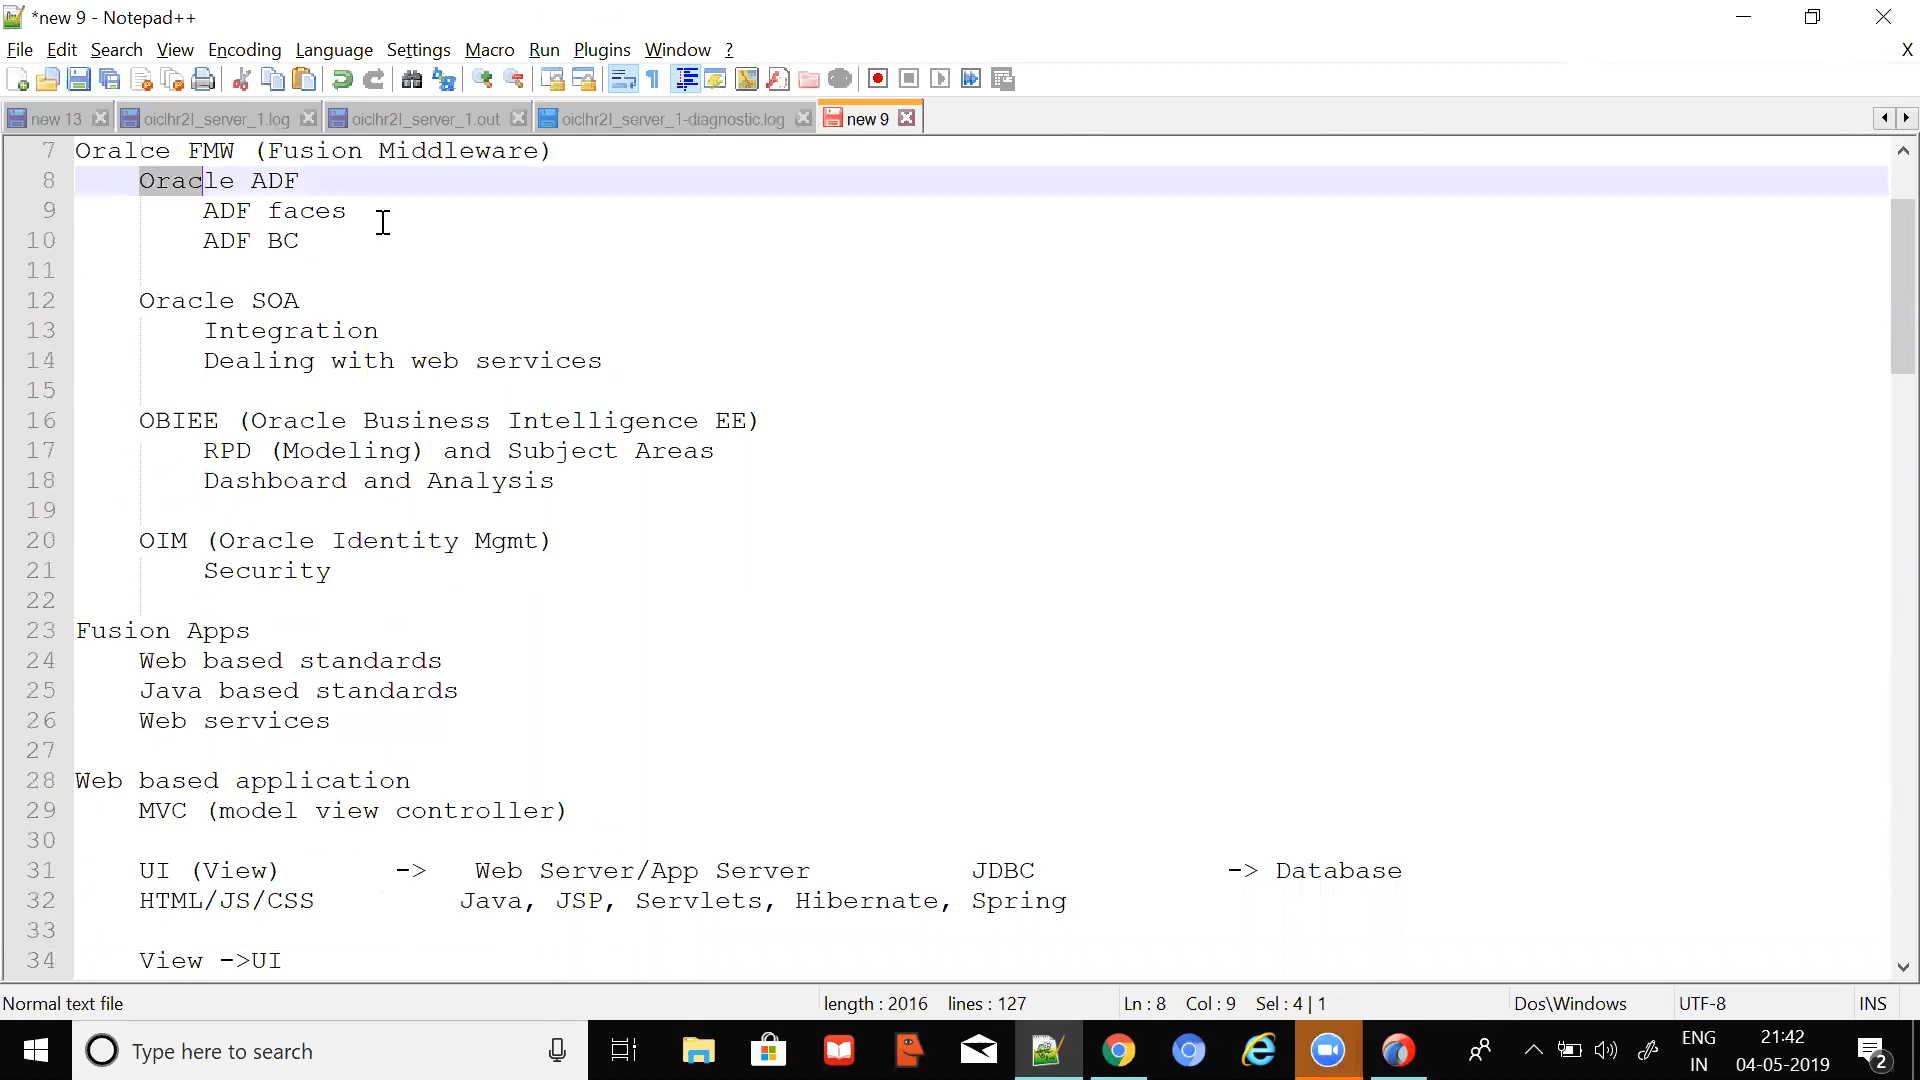 *new 9 - Notepad++
File Edit Search View Encoding Language Settings Macro Run Plugins Window ?
X
new 13 oiclhr2l_server_1.log oiclhr2l_server_1.out oiclhr2l_server_1-diagnostic.log new 9
7 Oralce FMW (Fusion Middleware)
8 Oracle ADF
9 ADF faces
10 ADF BC
11
12 Oracle SOA
13 Integration
14 Dealing with web services
15
16 OBIEE (Oracle Business Intelligence EE)
17 RPD (Modeling) and Subject Areas
18 Dashboard and Analysis
19
20 OIM (Oracle Identity Mgmt)
21 Security
22
23 Fusion Apps
24 Web based standards
25 Java based standards
26 Web services
27
28 Web based application
29 MVC (model view controller)
30
31 UI (View) -> Web Server/App Server JDBC -> Database
32 HTML/JS/CSS Java, JSP, Servlets, Hibernate, Spring
33
34 View ->UI
Normal text file length : 2016 lines : 127 Ln : 8 Col : 9 Sel : 4 | 1 Dos\Windows UTF-8 INS
Type here to search
ENG
IN
21:42
04-05-2019
2